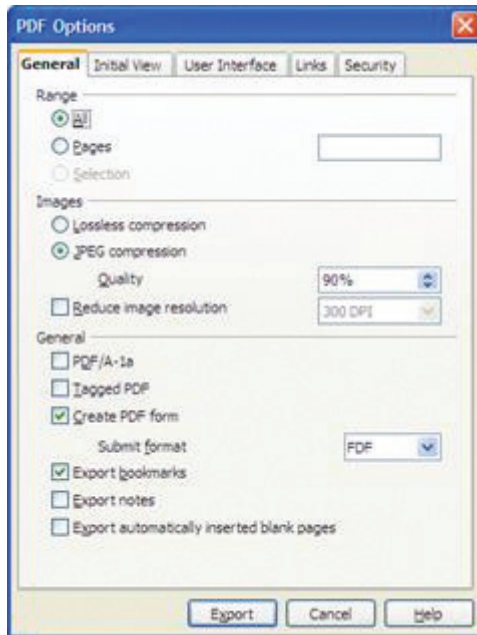 PDF Options
General Initial View User Interface Links Security
Range
All
Pages
Selection
Images
Lossless compression
JPEG compression
Quality 90%
Reduce image resolution 300 DPI
General
PDF/A-1a
Tagged PDF
Create PDF form
Submit format FDF
Export bookmarks
Export notes
Export automatically inserted blank pages
Export Cancel Help